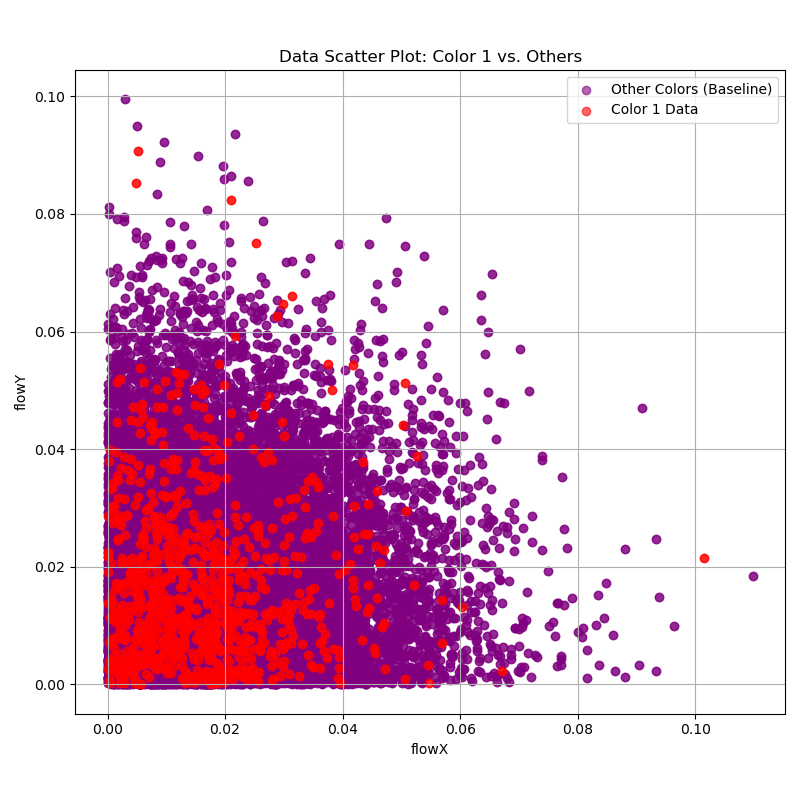 Data Scatter Plot: Color 1 vs. Others
Other Colors (Baseline)
Color 1 Data
0.10
0.08
0.06
0.04
0.02
0.00
flowY
0.00 0.02 0.04 0.06 0.08 0.10
flowX